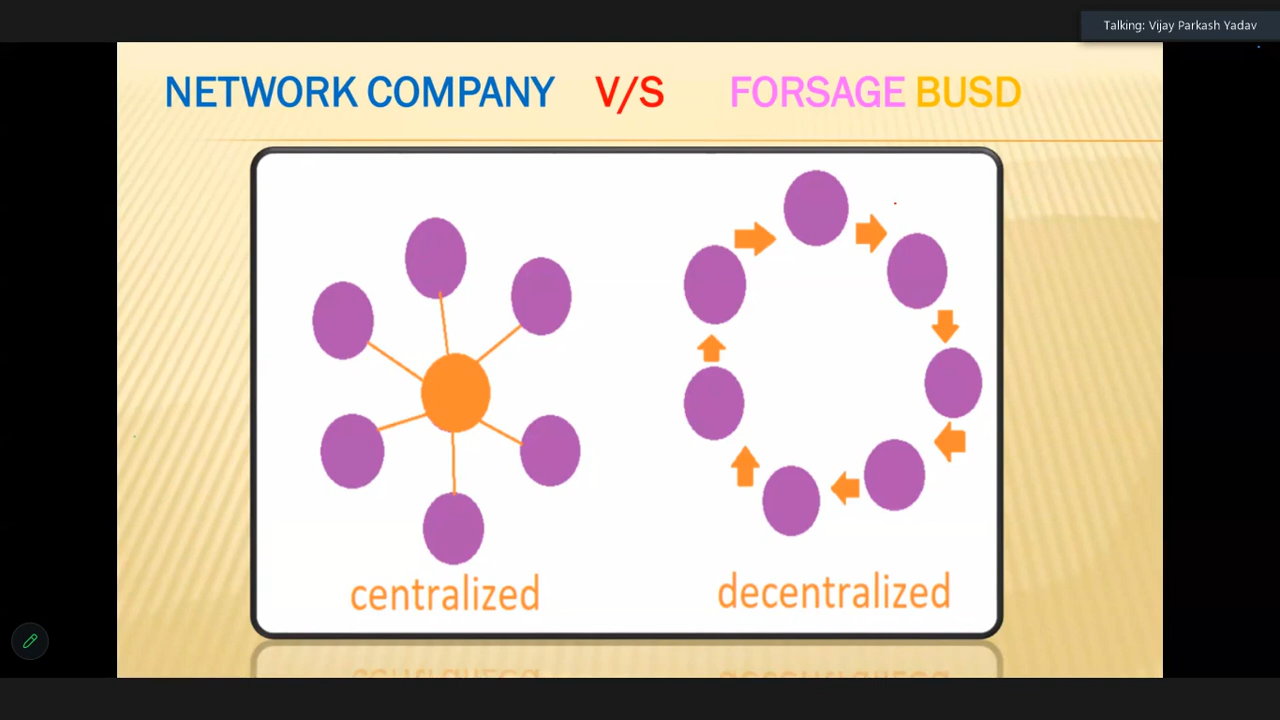 Talking: Vijay Parkash Yadav
NETWORK COMPANY V/S FORSAGE BUSD
centralized
decentralized